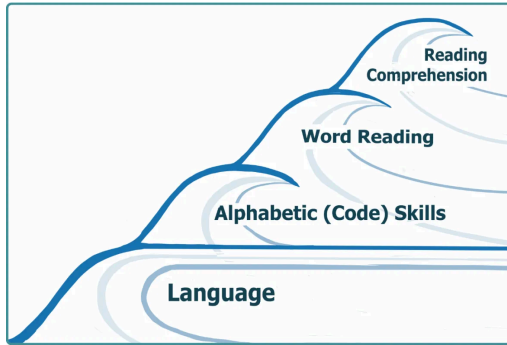 Reading
Comprehension
Word Reading
Alphabetic (Code) Skills
Language